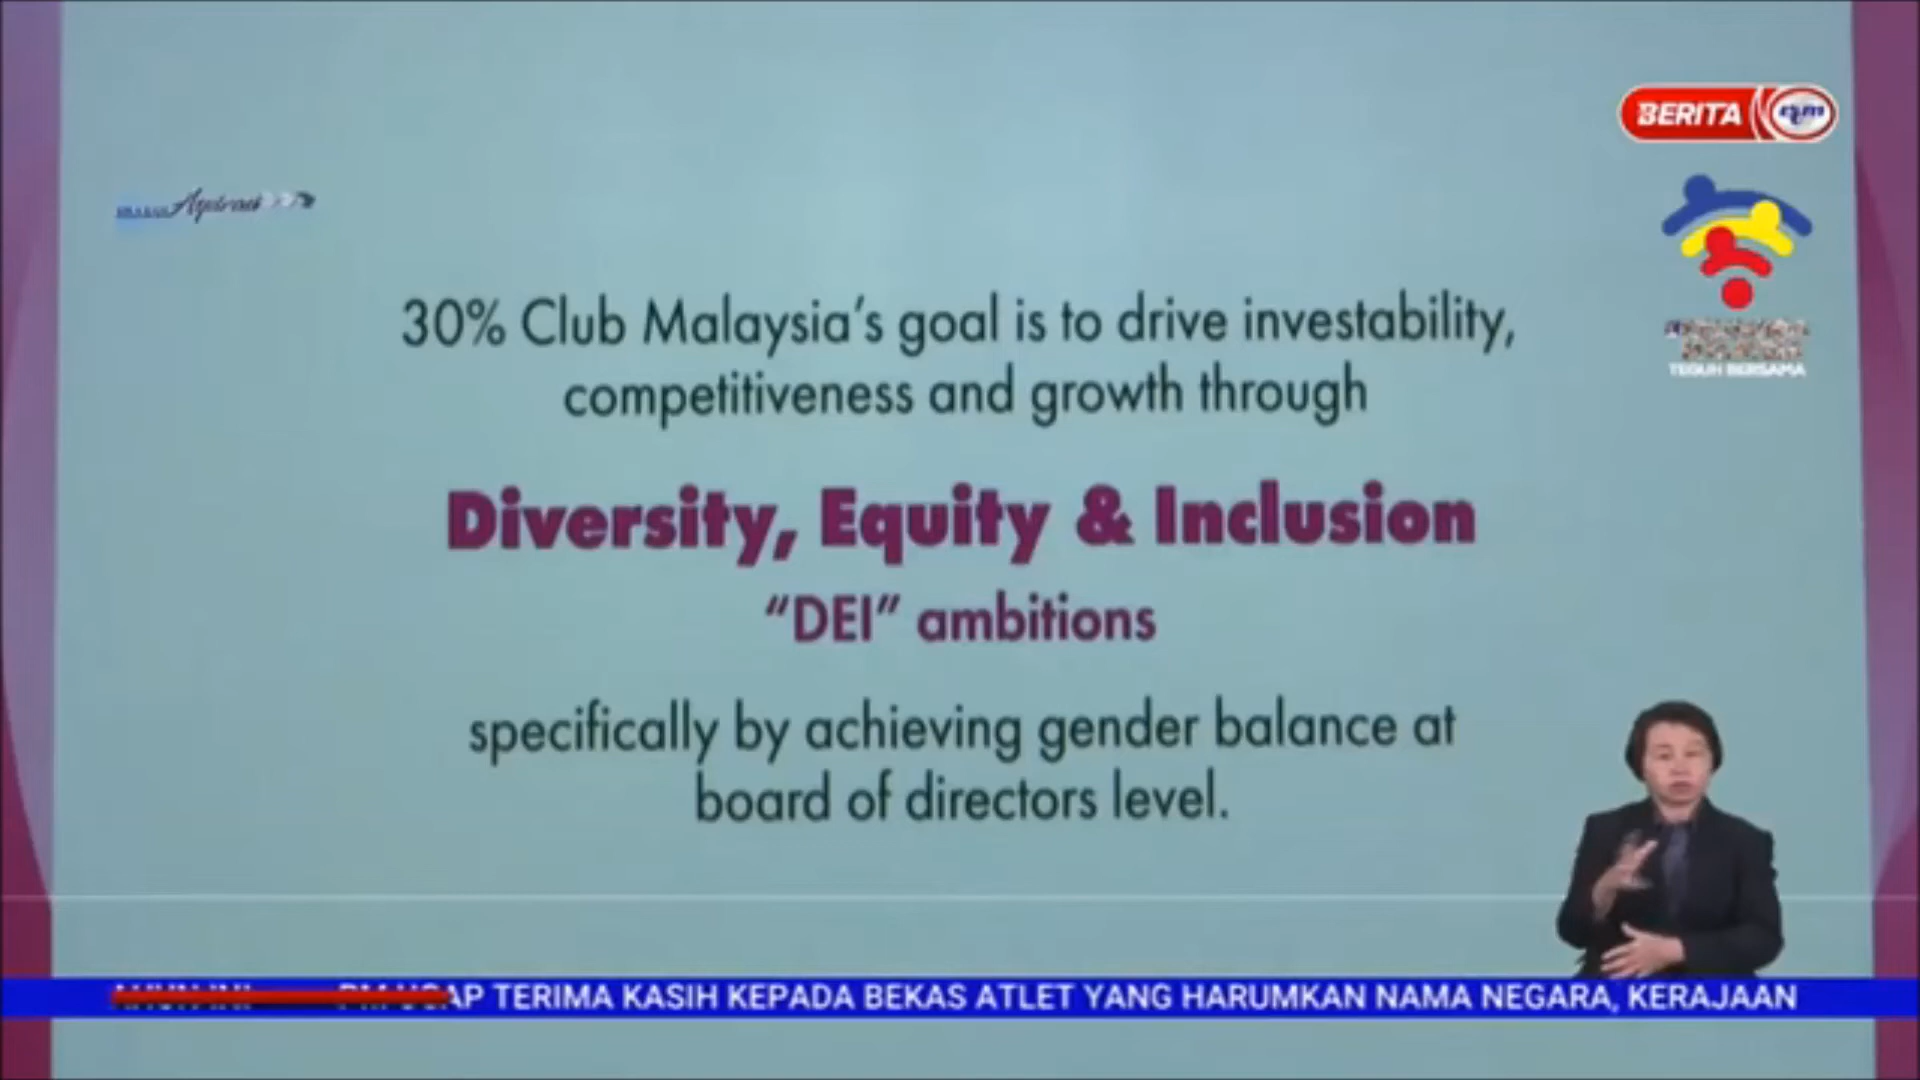 BERITA rtm
Aspirasi
30% Club Malaysia's goal is to drive investability,
competitiveness and growth through
Diversity, Equity & Inclusion
“DEI” ambitions
specifically by achieving gender balance at
board of directors level.
TEGUH BERSAMA
AP TERIMA KASIH KEPADA BEKAS ATLET YANG HARUMKAN NAMA NEGARA, KERAJAAN